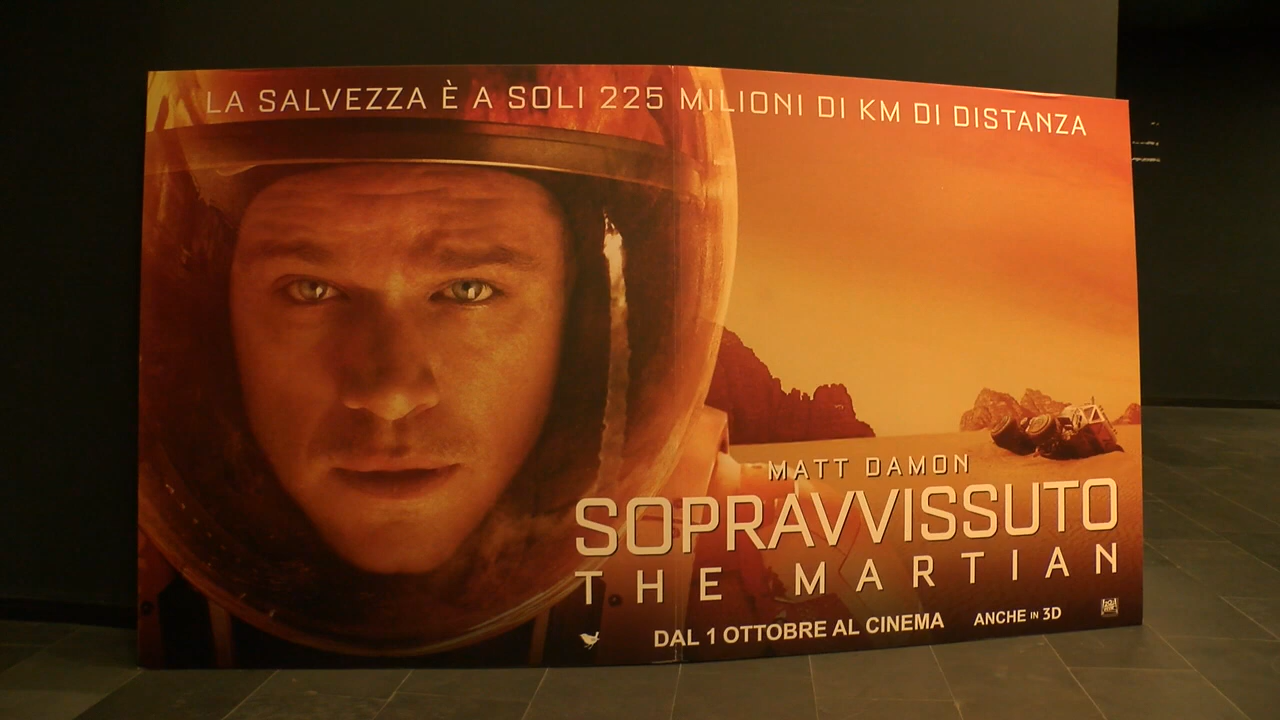 LA SALVEZZA È A SOLI 225 MILIONI DI KM DI DISTANZA
MATT DAMON
SOPRAVVISSUTO
THE MARTIAN
DAL 1 OTTOBRE AL CINEMA ANCHE IN 3D